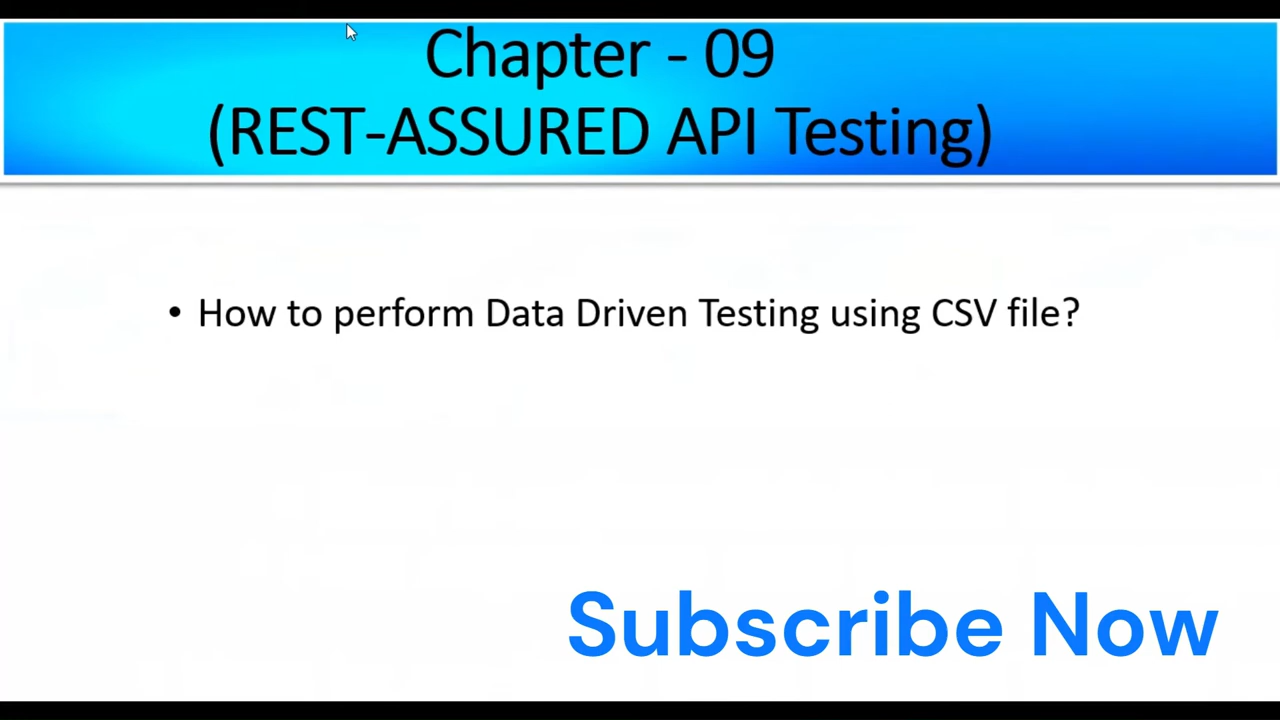 Chapter - 09
(REST-ASSURED API Testing)
• How to perform Data Driven Testing using CSV file?
Subscribe Now